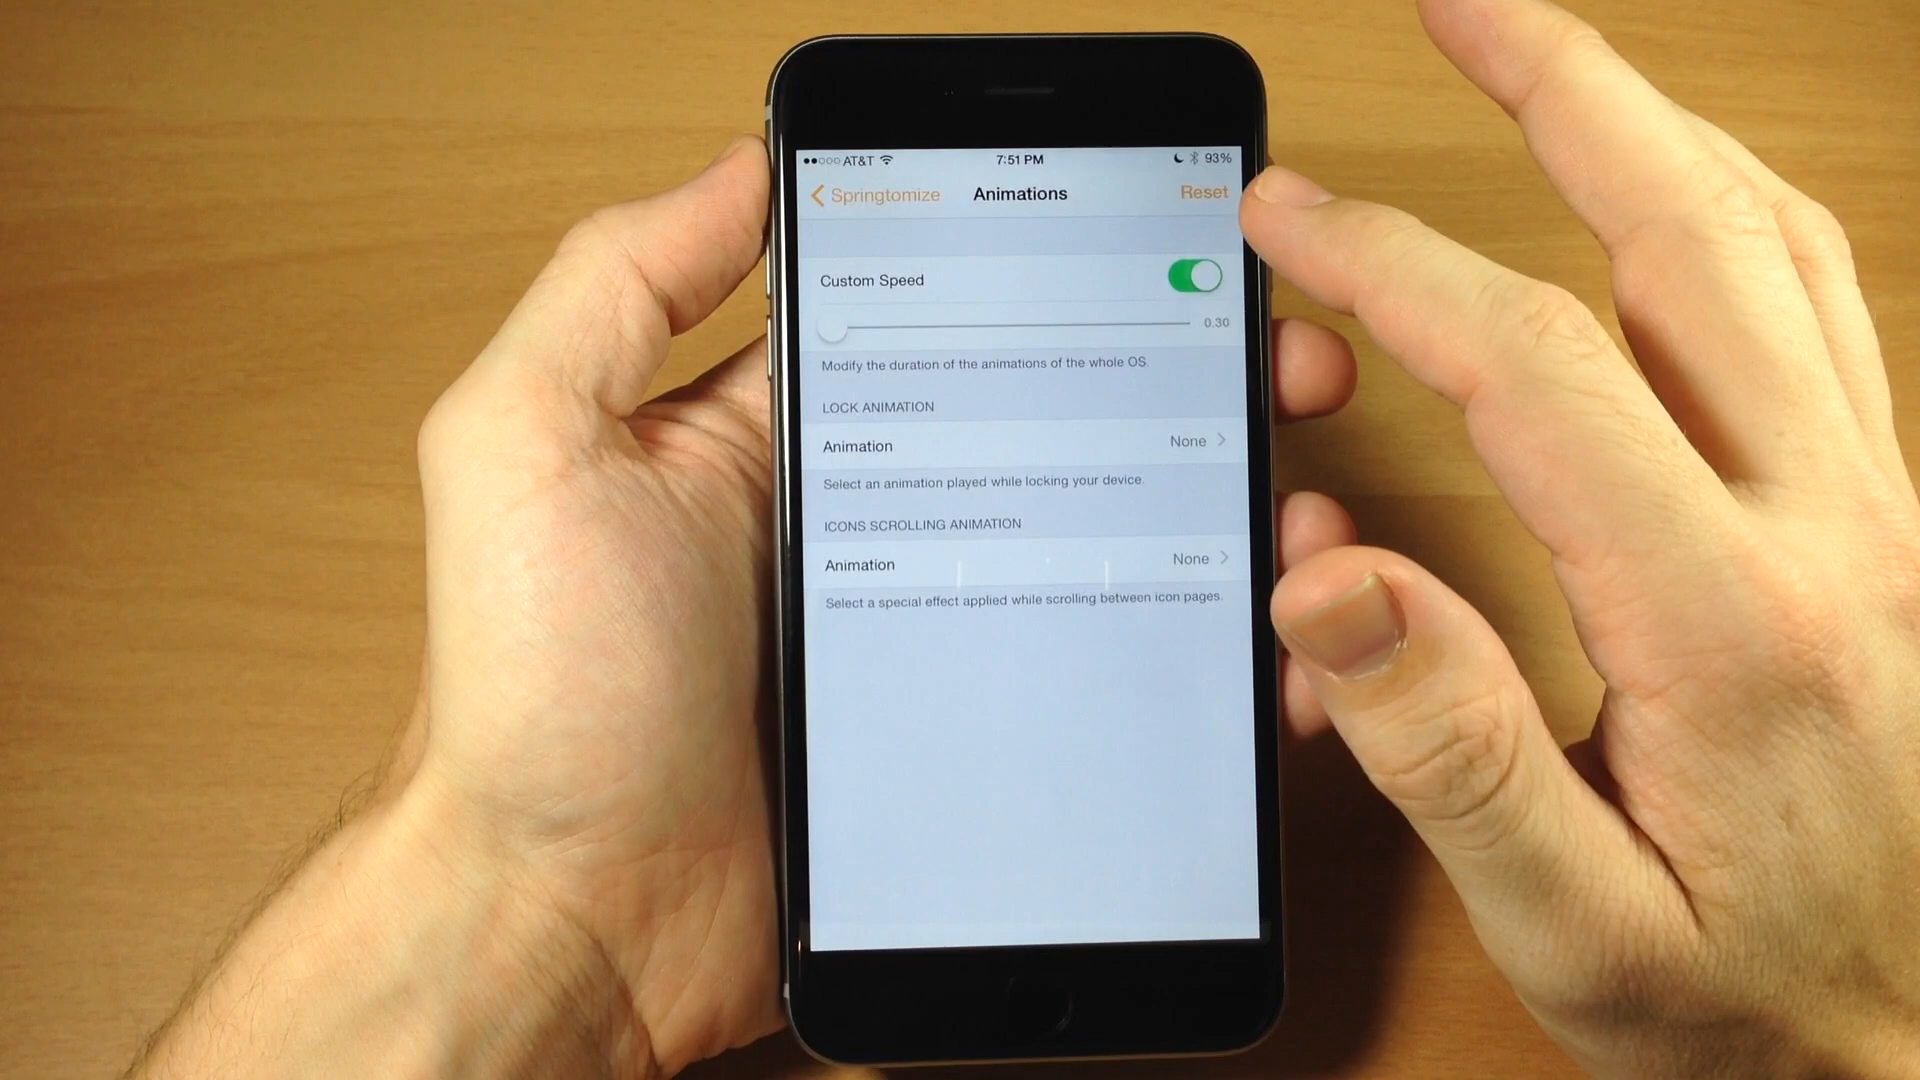 AT&T 7:51 PM 93%
Springtomize Animations Reset
Custom Speed
0.30
Modify the duration of the animations of the whole OS.
LOCK ANIMATION
Animation None
Select an animation played while locking your device.
ICONS SCROLLING ANIMATION
Animation None
Select a special effect applied while scrolling between icon pages.